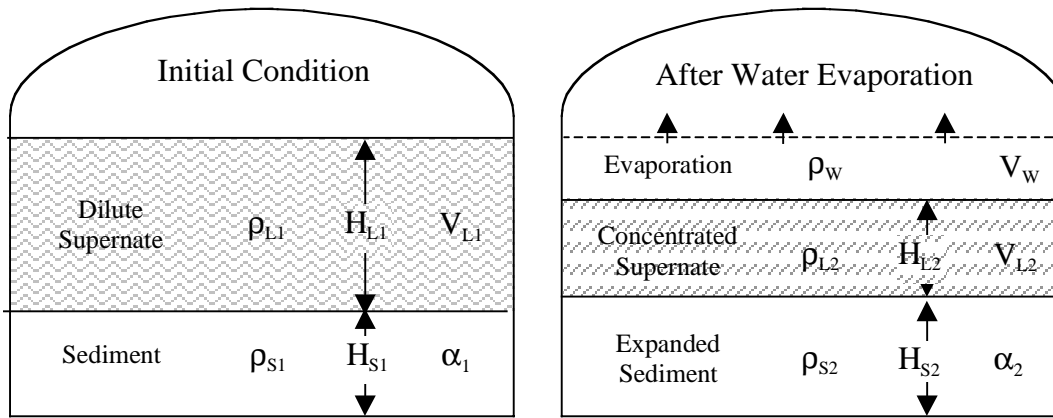 Initial Condition
Dilute
Supernate
ρL1
HL1
VL1
Sediment
ρS1
HS1
α1
After Water Evaporation
Evaporation
ρW
VW
Concentrated
Supernate
ρL2
HL2
VL2
Expanded
Sediment
ρS2
HS2
α2